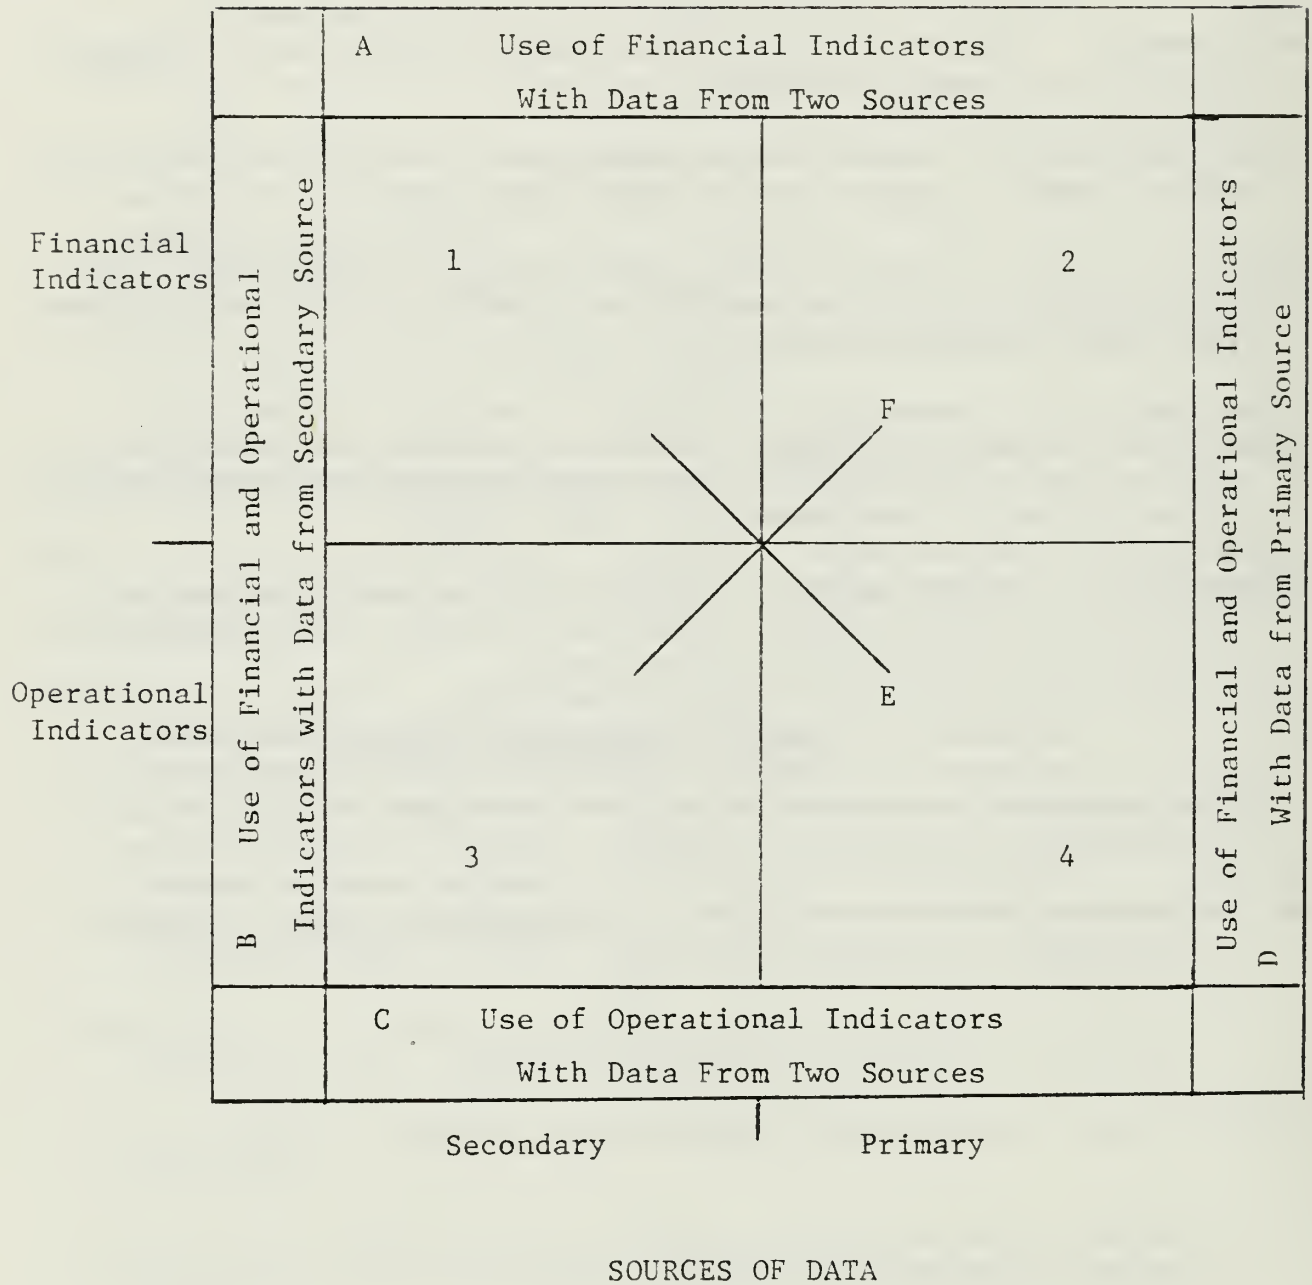 A Use of Financial Indicators
With Data From Two Sources
Financial
Indicators
Operational
Indicators
B Use of Financial and Operational
Indicators with Data from Secondary Source
1
2
F
E
3
4
Use of Financial and Operational Indicators
D With Data from Primary Source
C Use of Operational Indicators
With Data From Two Sources
Secondary Primary
SOURCES OF DATA